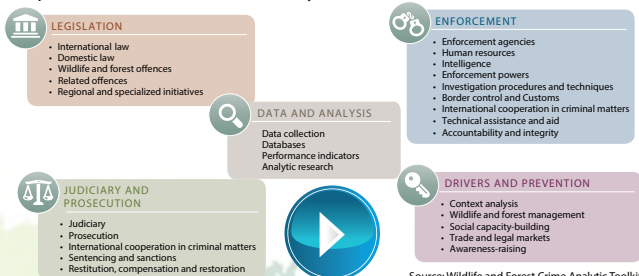 LEGISLATION
• International law
• Domestic law
• Wildlife and forest offences
• Related offences
• Regional and specialized initiatives
ENFORCEMENT
• Enforcement agencies
• Human resources
• Intelligence
• Enforcement powers
• Investigation procedures and techniques
• Border control and Customs
• International cooperation in criminal matters
• Technical assistance and aid
• Accountability and integrity
DATA AND ANALYSIS
Data collection
Databases
Performance indicators
Analytic research
JUDICIARY AND
PROSECUTION
• Judiciary
• Prosecution
• International cooperation in criminal matters
• Sentencing and sanctions
• Restitution, compensation and restoration
DRIVERS AND PREVENTION
• Context analysis
• Wildlife and forest management
• Social capacity-building
• Trade and legal markets
• Awareness-raising
Source: Wildlife and Forest Crime Analytic Toolkit